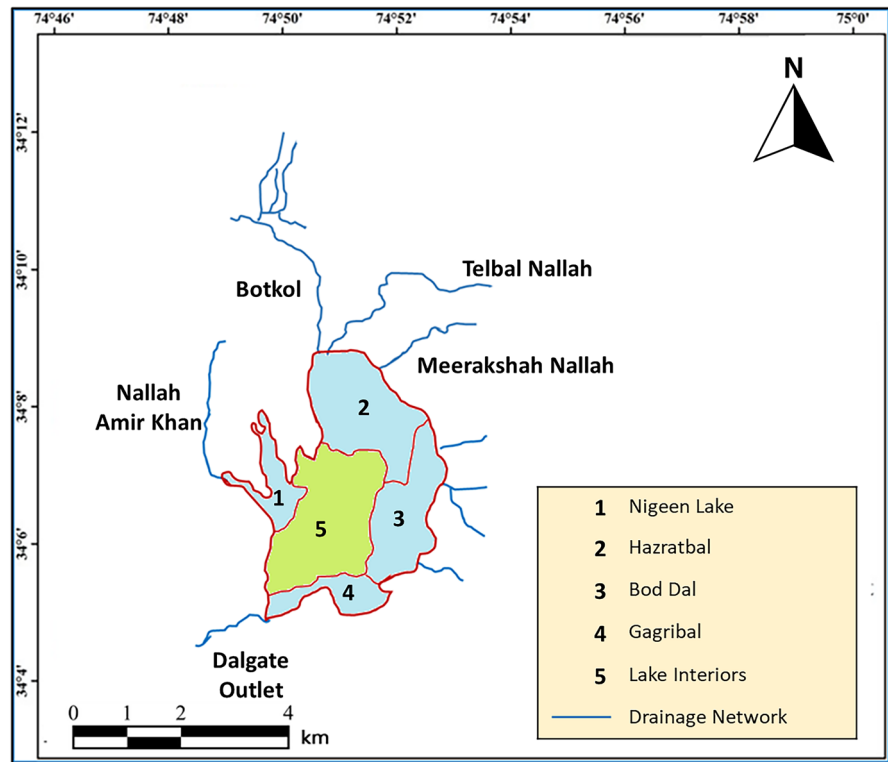 74°46' 74°48' 74°50' 74°52' 74°54' 74°56' 74°58' 75°0'
N
34°12'
34°10'
34°8'
34°6'
34°4'
Telbal Nallah
Botkol
Meerakshah Nallah
Nallah
Amir Khan
2
1
3
5
4
Dalgate
Outlet
0 1 2 4
km
1 Nigeen Lake
2 Hazratbal
3 Bod Dal
4 Gagribal
5 Lake Interiors
Drainage Network